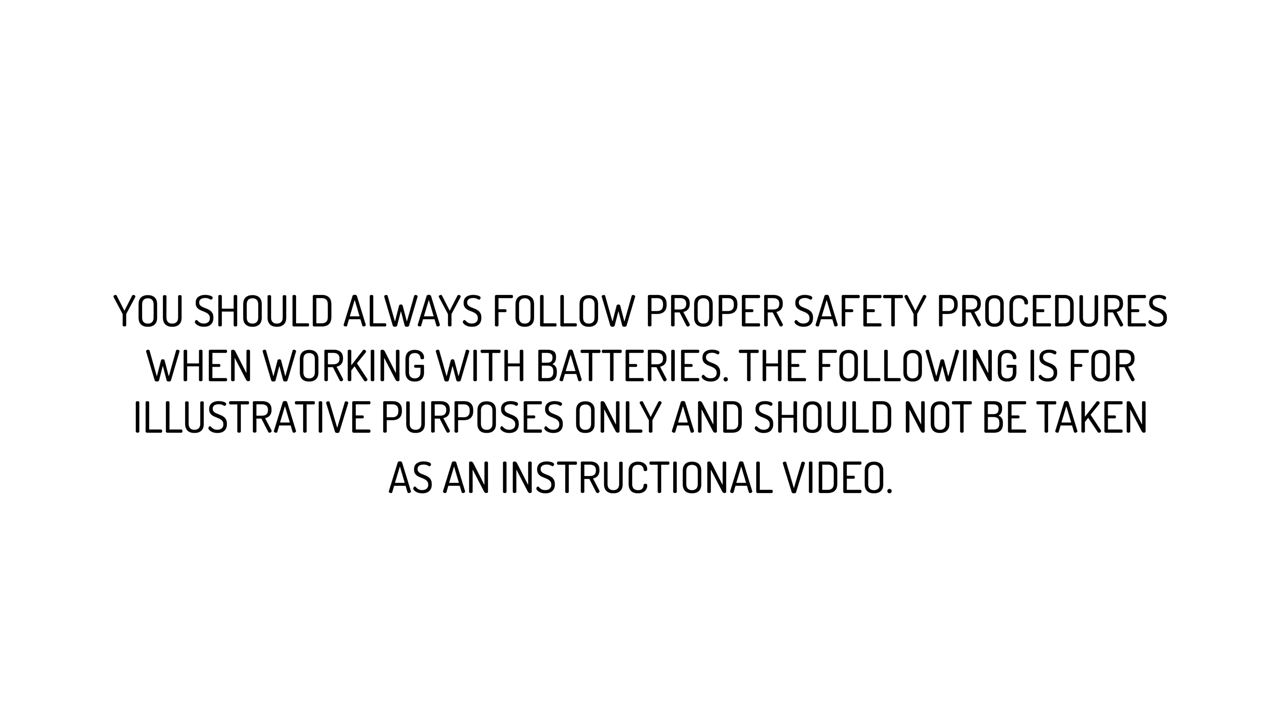 YOU SHOULD ALWAYS FOLLOW PROPER SAFETY PROCEDURES
WHEN WORKING WITH BATTERIES. THE FOLLOWING IS FOR
ILLUSTRATIVE PURPOSES ONLY AND SHOULD NOT BE TAKEN
AS AN INSTRUCTIONAL VIDEO.